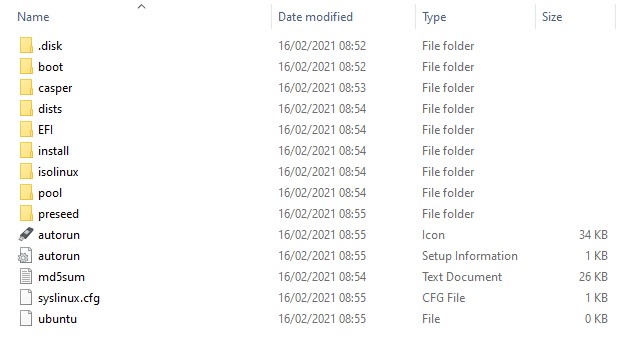 Name Date modified Type Size
.disk 16/02/2021 08:52 File folder
boot 16/02/2021 08:52 File folder
casper 16/02/2021 08:53 File folder
dists 16/02/2021 08:54 File folder
EFI 16/02/2021 08:54 File folder
install 16/02/2021 08:54 File folder
isolinux 16/02/2021 08:54 File folder
pool 16/02/2021 08:54 File folder
preseed 16/02/2021 08:55 File folder
autorun 16/02/2021 08:55 Icon 34 KB
autorun 16/02/2021 08:55 Setup Information 1 KB
md5sum 16/02/2021 08:54 Text Document 26 KB
syslinux.cfg 16/02/2021 08:55 CFG File 1 KB
ubuntu 16/02/2021 08:55 File 0 KB